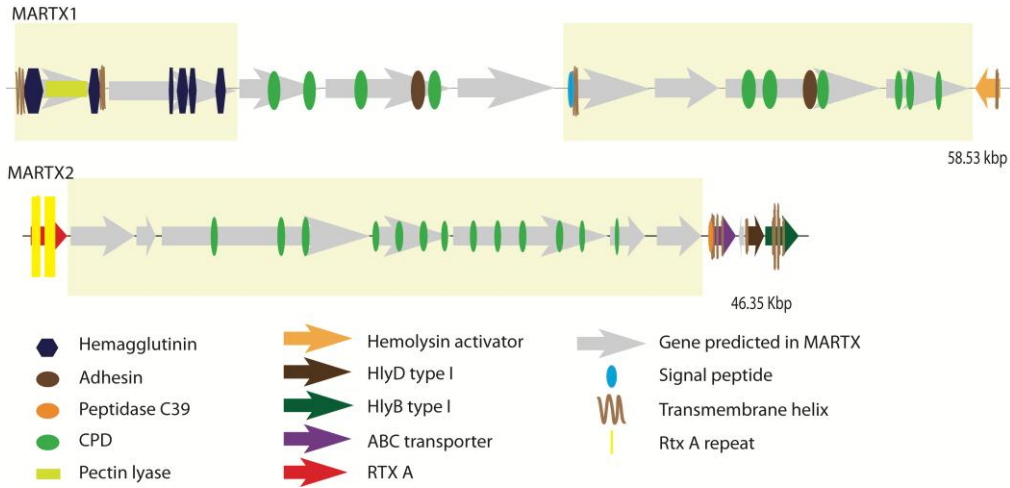 MARTX1
58.53 kbp
MARTX2
46.35 Kbp
Hemagglutinin
Adhesin
Peptidase C39
CPD
Pectin lyase
Hemolysin activator
HlyD type I
HlyB type I
ABC transporter
RTX A
Gene predicted in MARTX
Signal peptide
Transmembrane helix
Rtx A repeat